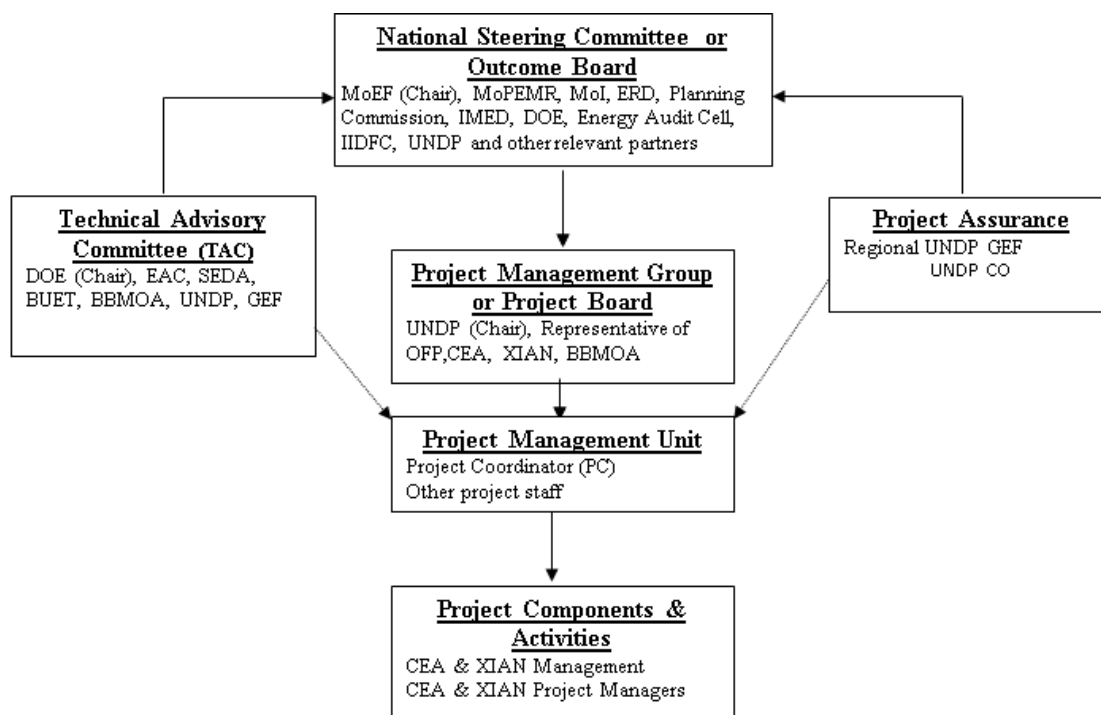 National Steering Committee or
Outcome Board
MoEF (Chair), MoPEMR, MoI, ERD, Planning
Commission, IMED, DOE, Energy Audit Cell,
IIDFC, UNDP and other relevant partners
Technical Advisory
Committee (TAC)
DOE (Chair), EAC, SEDA,
BUET, BBMOA, UNDP, GEF
Project Management Group
or Project Board
UNDP (Chair), Representative of
OFP,CEA, XIAN, BBMOA
Project Assurance
Regional UNDP GEF
UNDP CO
Project Management Unit
Project Coordinator (PC)
Other project staff
Project Components &
Activities
CEA & XIAN Management
CEA & XIAN Project Managers